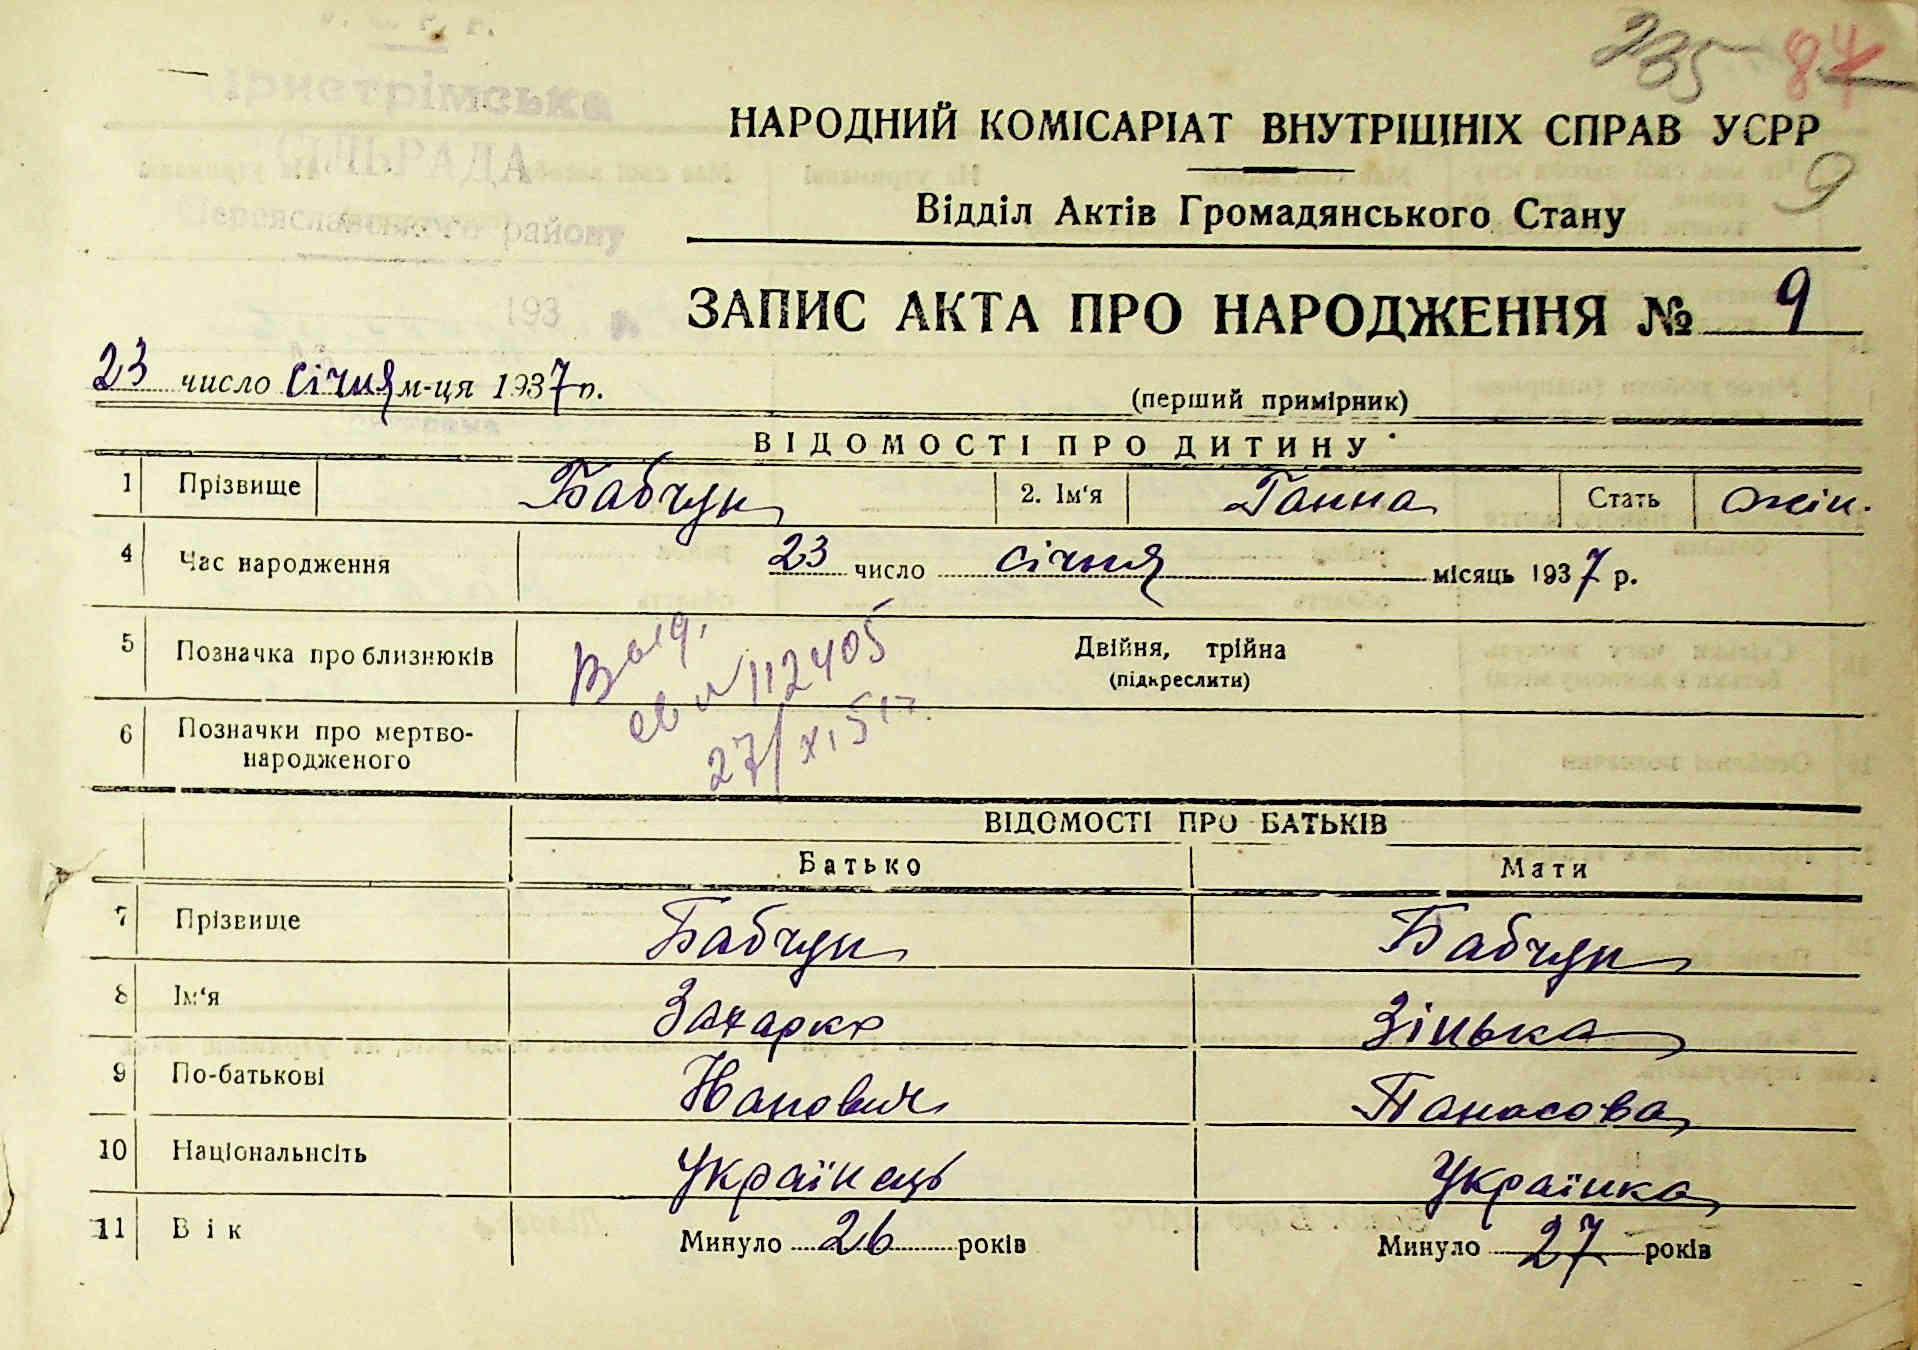 235 84
НАРОДНИЙ КОМІСАРІАТ ВНУТРІШНІХ СПРАВ УСРР
9
Відділ Актів Громадянського Стану
ЗАПИС АКТА ПРО НАРОДЖЕННЯ № 9
23 число січня м-ця 1937 р.
(перший примірник)
ВІДОМОСТІ ПРО ДИТИНУ
1 Прізвище Бабчук 2. Ім'я Ганна Стать жін.
4 Час народження 23 число січня місяць 1937 р.
5 Позначка про близнюків Двійня, трійна
(підкреслити)
Выд.
св № 112405
27/XI 51 г.
6 Позначки про мертво-
народженого
ВІДОМОСТІ ПРО БАТЬКІВ
Батько Мати
7 Прізвище Бабчук Бабчук
8 Ім'я Захарко Зінька
9 По-батькові Панасова
10 Національність Українець Українка
11 Вік Минуло 26 років Минуло 27 років
Пристрімська
СІЛЬРАДА
Переяславського району
193